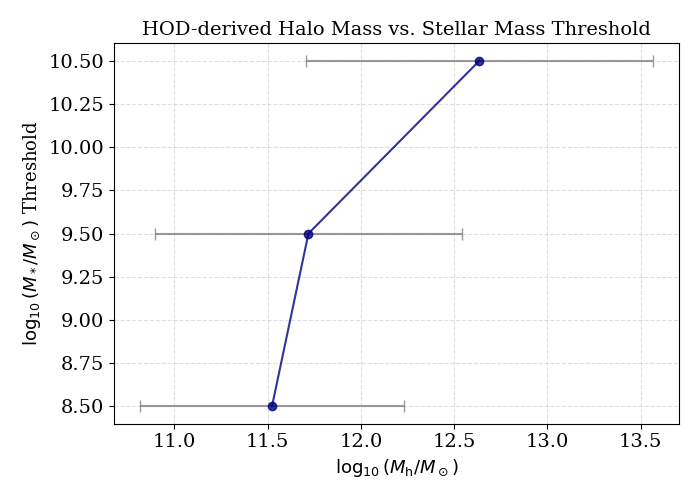 HOD-derived Halo Mass vs. Stellar Mass Threshold
log₁₀(M*/M⊙) Threshold
10.50
10.25
10.00
9.75
9.50
9.25
9.00
8.75
8.50
11.0 11.5 12.0 12.5 13.0 13.5
log₁₀(Mₕ/M⊙)